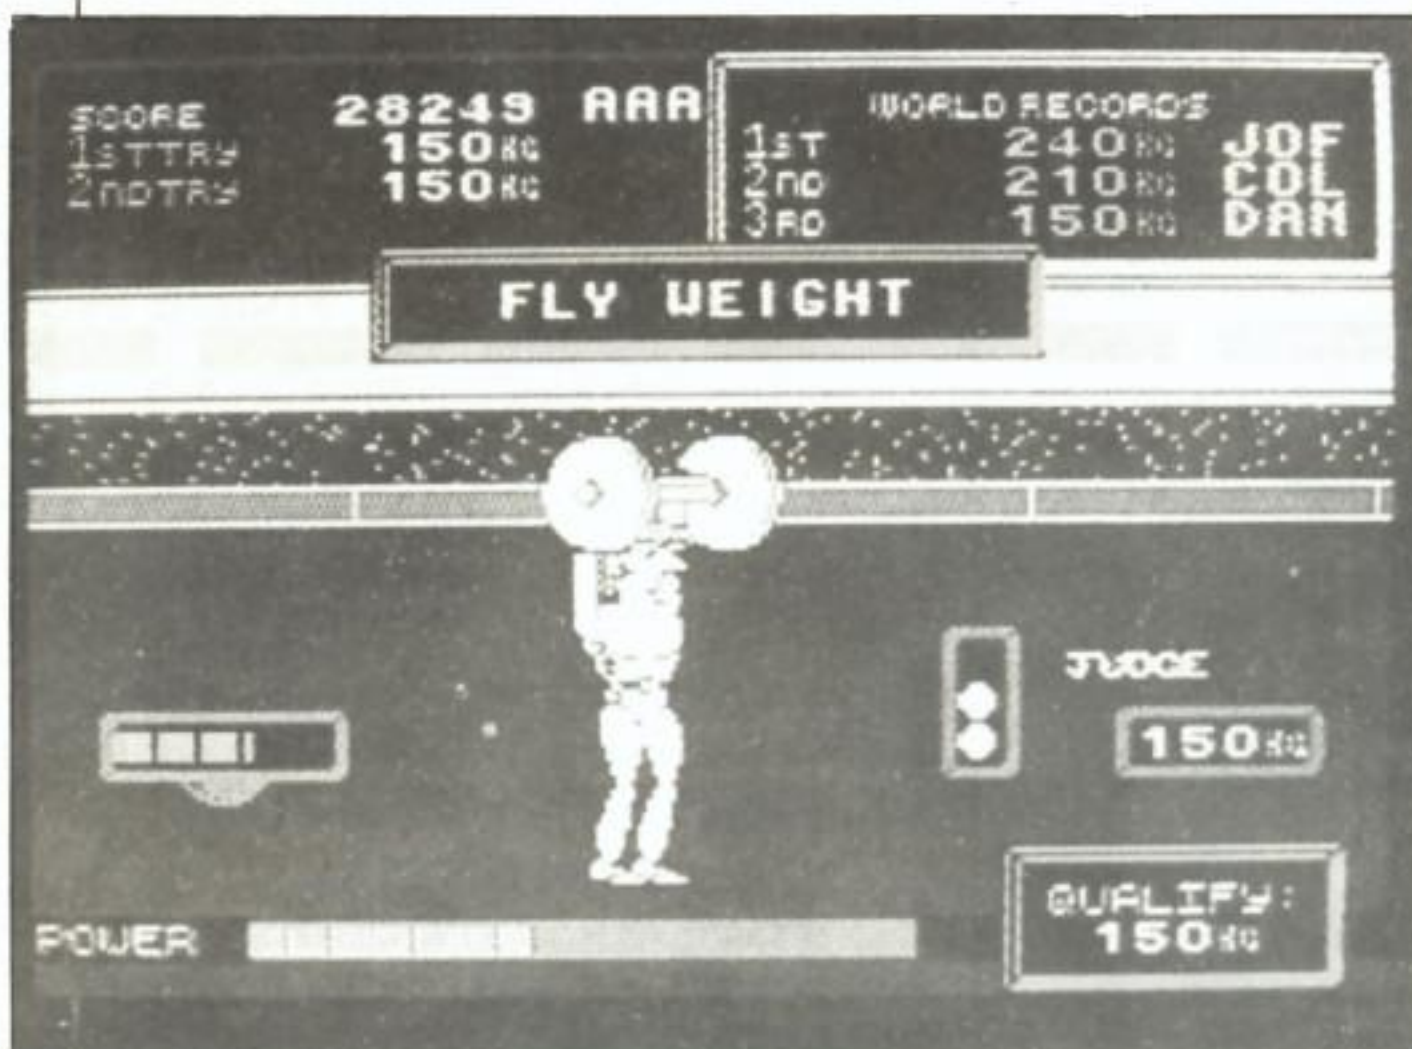 SCORE 28249 AAA
1STTRY 150KG
2NDTRY 150KG
WORLD RECORDS
1ST 240KG JOF
2ND 210KG COL
3RD 150KG DAM
FLY WEIGHT
JUDGE
150KG
QUALIFY:
150KG
POWER